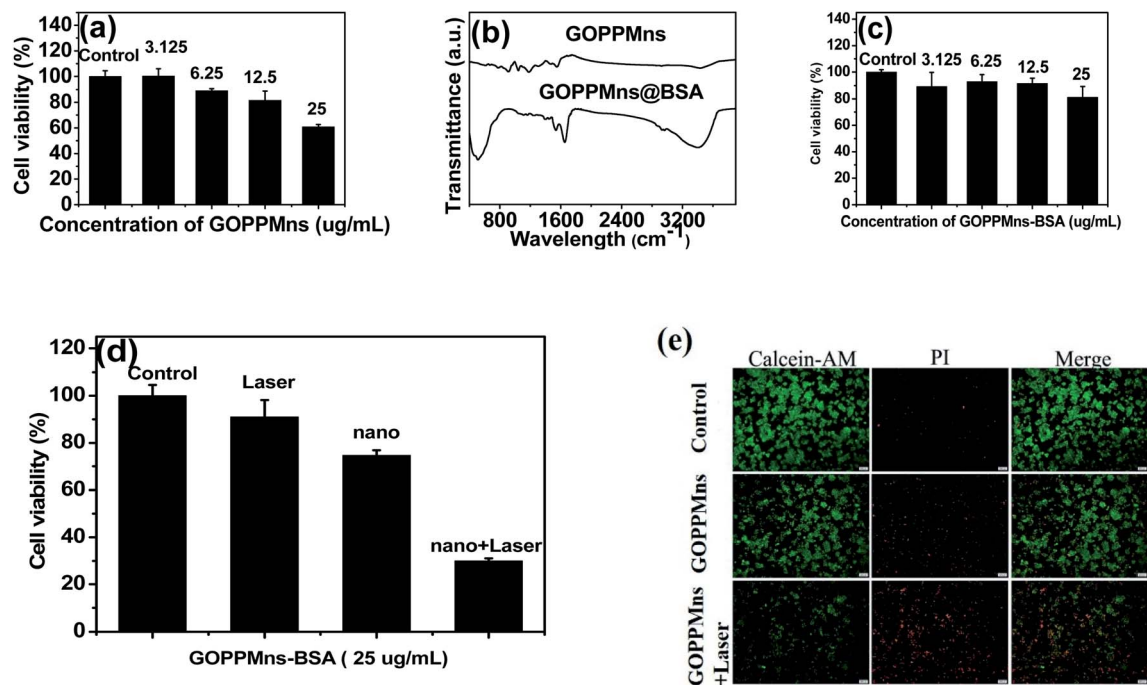 (a)
Cell viability (%)
140
120
100
80
60
40
20
0
Control
3.125
6.25
12.5
25
Concentration of GOPPMns (ug/mL)
(b)
Transmittance (a.u.)
GOPPMns
GOPPMns@BSA
800 1600 2400 3200
Wavelength (cm-1)
(c)
Cell viability (%)
140
120
100
80
60
40
20
0
Control
3.125
6.25
12.5
25
Concentration of GOPPMns-BSA (ug/mL)
(d)
Cell viability (%)
120
100
80
60
40
20
0
Control
Laser
nano
nano+Laser
GOPPMns-BSA ( 25 ug/mL)
(e)
Calcein-AM PI Merge
Control
GOPPMns
GOPPMns
+Laser